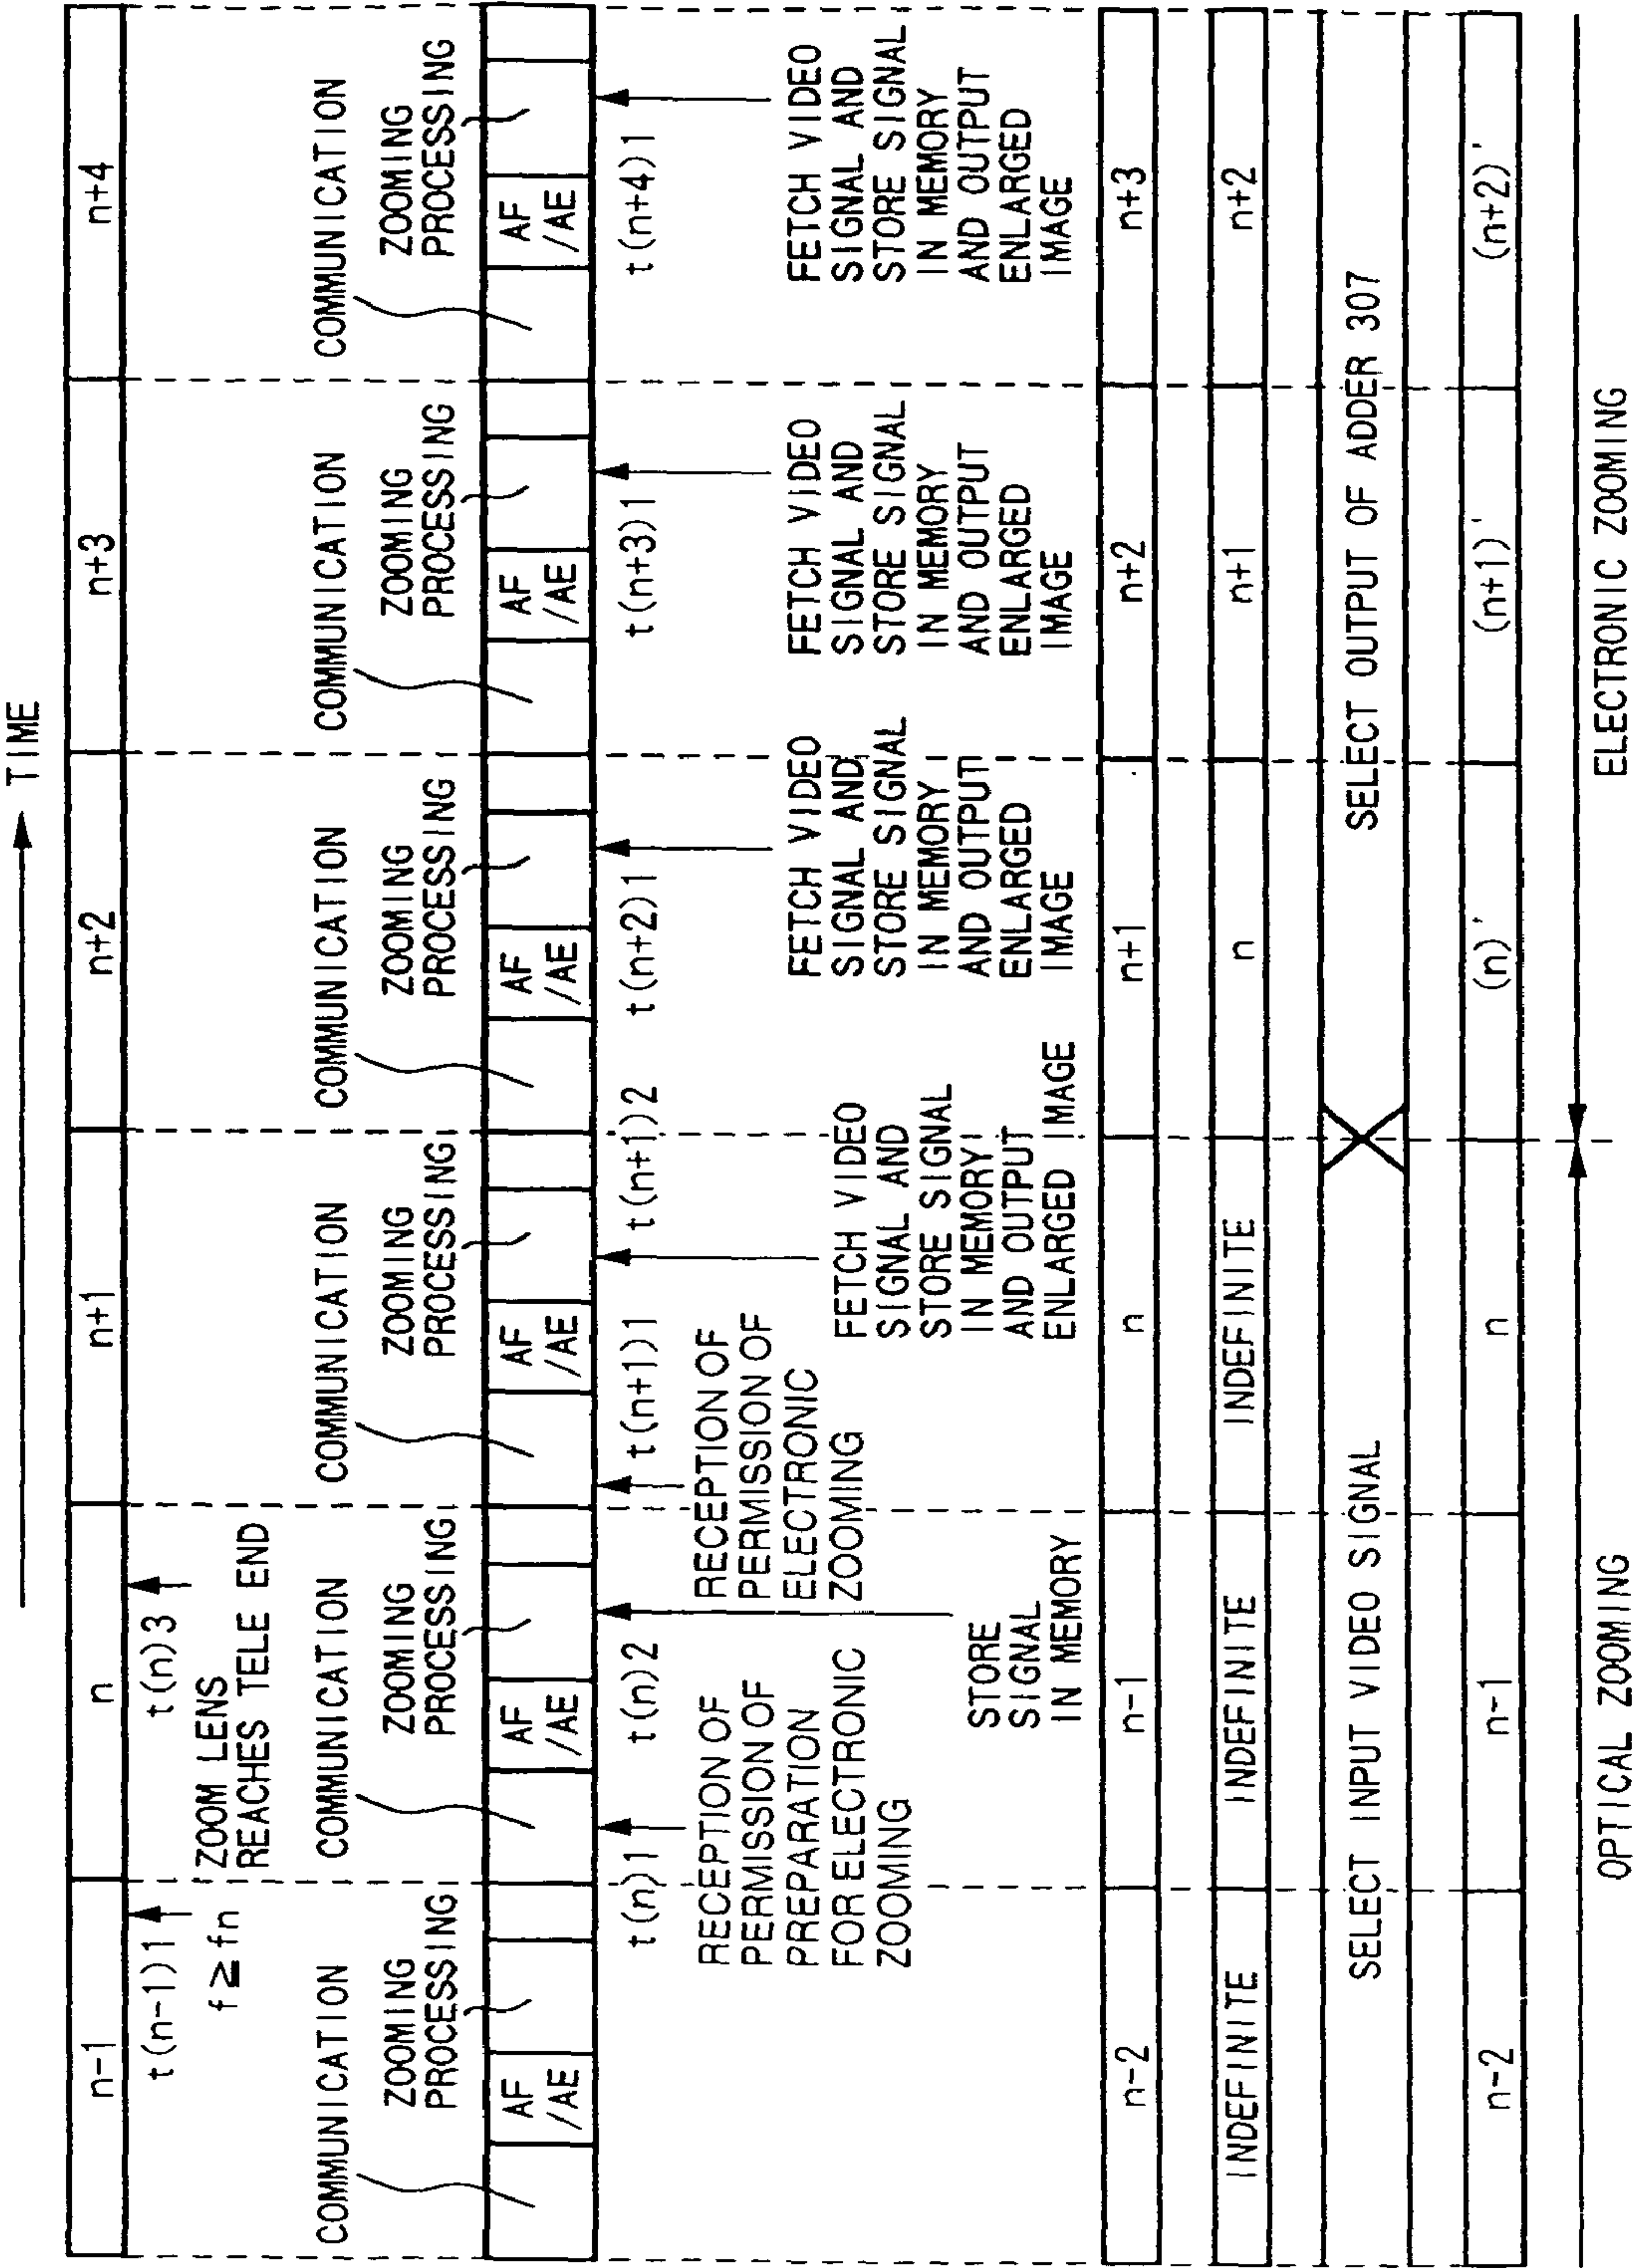 TIME
n-1
n
n+1
n+2
n+3
n+4
t(n-1)1
f ≧ fn
t(n)3
ZOOM LENS
REACHES TELE END
COMMUNICATION
COMMUNICATION
COMMUNICATION
COMMUNICATION
COMMUNICATION
COMMUNICATION
ZOOMING
PROCESSING
ZOOMING
PROCESSING
ZOOMING
PROCESSING
ZOOMING
PROCESSING
ZOOMING
PROCESSING
ZOOMING
PROCESSING
AF
/AE
AF
/AE
AF
/AE
AF
/AE
AF
/AE
AF
/AE
t(n)1
t(n)2
t(n+1)1
t(n+1)2
t(n+2)1
t(n+3)1
t(n+4)1
RECEPTION OF
PERMISSION OF
PREPARATION
FOR ELECTRONIC
ZOOMING
STORE
SIGNAL
IN MEMORY
RECEPTION OF
PERMISSION OF
ELECTRONIC
ZOOMING
FETCH VIDEO
SIGNAL AND
STORE SIGNAL
IN MEMORY
AND OUTPUT
ENLARGED IMAGE
FETCH VIDEO
SIGNAL AND
STORE SIGNAL
IN MEMORY
AND OUTPUT
ENLARGED
IMAGE
FETCH VIDEO
SIGNAL AND
STORE SIGNAL
IN MEMORY
AND OUTPUT
ENLARGED
IMAGE
FETCH VIDEO
SIGNAL AND
STORE SIGNAL
IN MEMORY
AND OUTPUT
ENLARGED
IMAGE
n-2
n-1
n
n+1
n+2
n+3
INDEFINITE
INDEFINITE
INDEFINITE
n
n+1
n+2
SELECT INPUT VIDEO SIGNAL
SELECT OUTPUT OF ADDER 307
n-2
n-1
n
(n)'
(n+1)'
(n+2)'
OPTICAL ZOOMING
ELECTRONIC ZOOMING